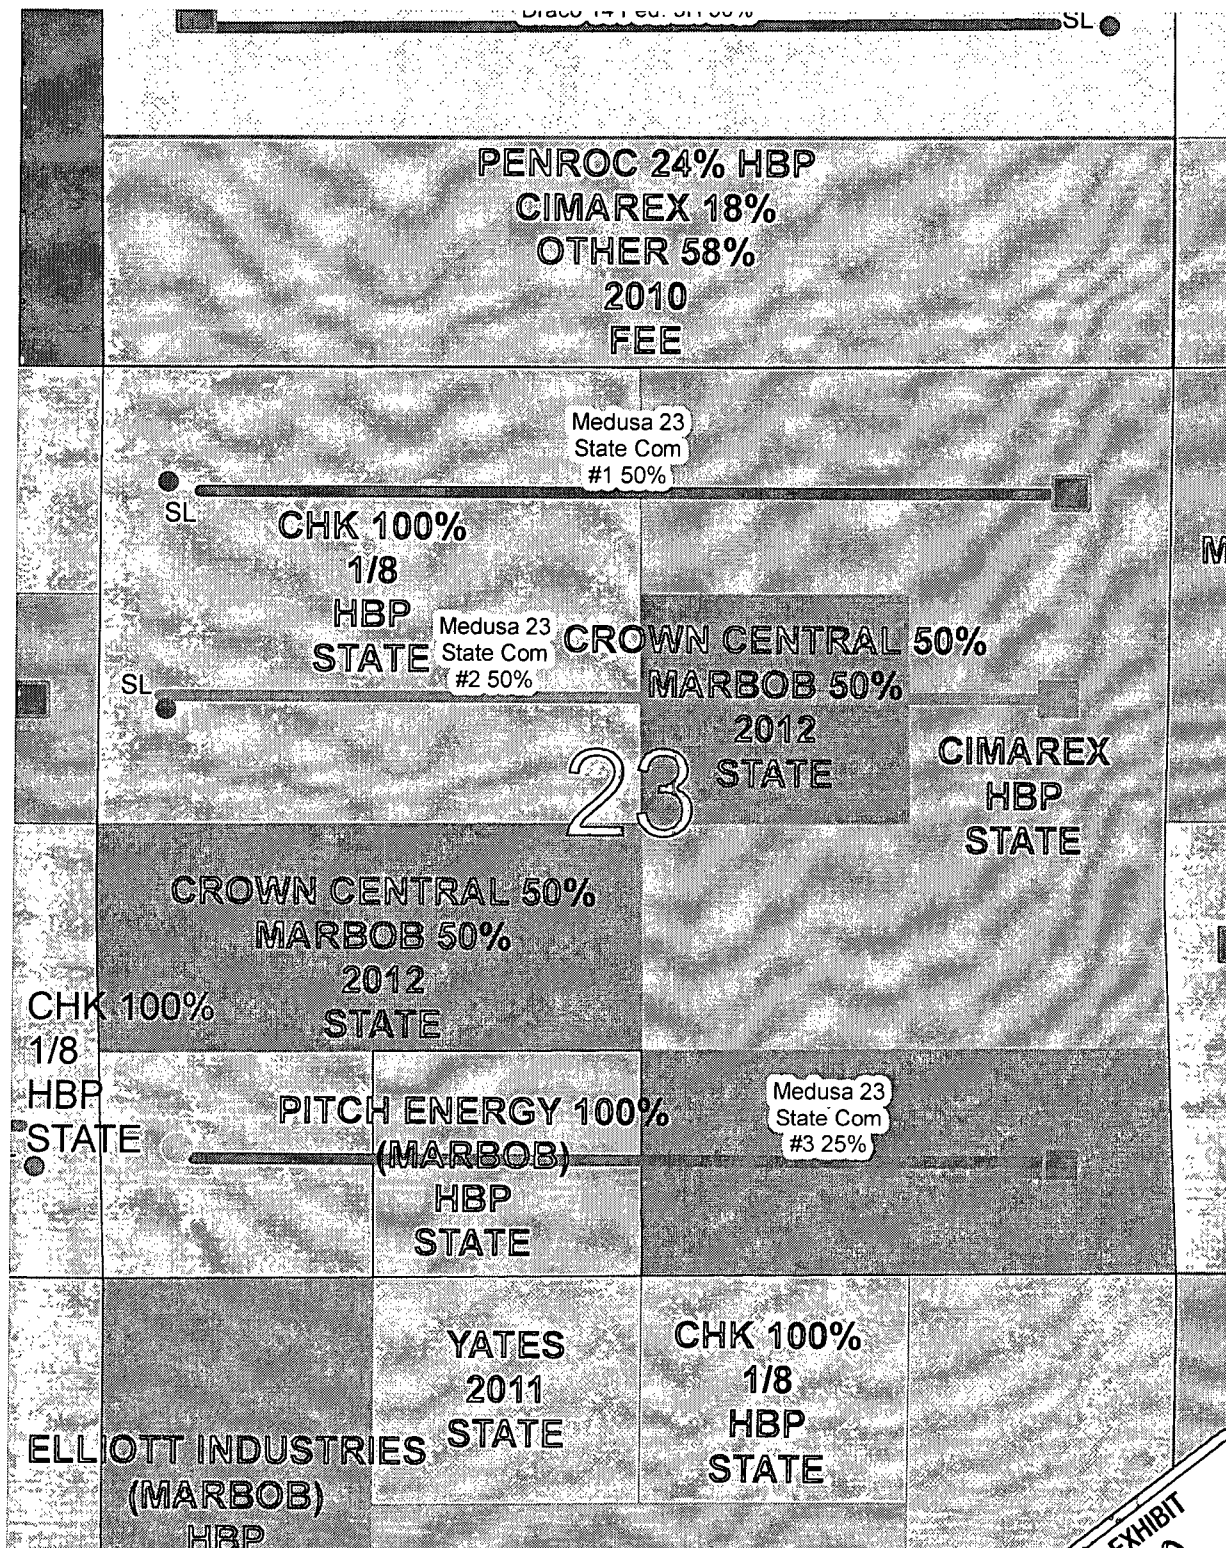 SL
PENROC 24% HBP
CIMAREX 18%
OTHER 58%
2010
FEE
Medusa 23
State Com
#1 50%
SL
CHK 100%
1/8
HBP
STATE
Medusa 23
State Com
#2 50%
SL
CROWN CENTRAL 50%
MARBOB 50%
2012
STATE
CIMAREX
HBP
STATE
23
CROWN CENTRAL 50%
MARBOB 50%
2012
STATE
CHK 100%
1/8
HBP
STATE
PITCH ENERGY 100%
(MARBOB)
HBP
STATE
Medusa 23
State Com
#3 25%
YATES
2011
STATE
CHK 100%
1/8
HBP
STATE
ELLIOTT INDUSTRIES
(MARBOB)
HBP
EXHIBIT